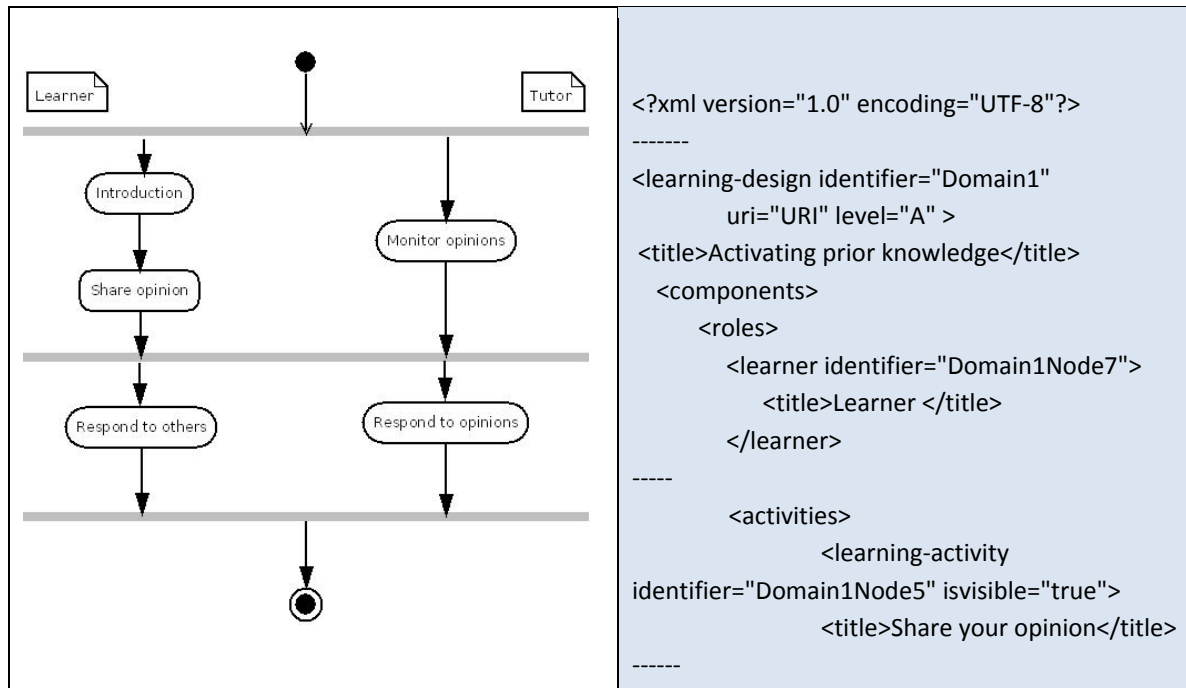 Learner
Tutor
Introduction
Monitor opinions
Share opinion
Respond to others
Respond to opinions
<?xml version="1.0" encoding="UTF-8"?>
-------
<learning-design identifier="Domain1"
uri="URI" level="A" >
<title>Activating prior knowledge</title>
<components>
<roles>
<learner identifier="Domain1Node7">
<title>Learner </title>
</learner>
-----
<activities>
<learning-activity
identifier="Domain1Node5" isvisible="true">
<title>Share your opinion</title>
------